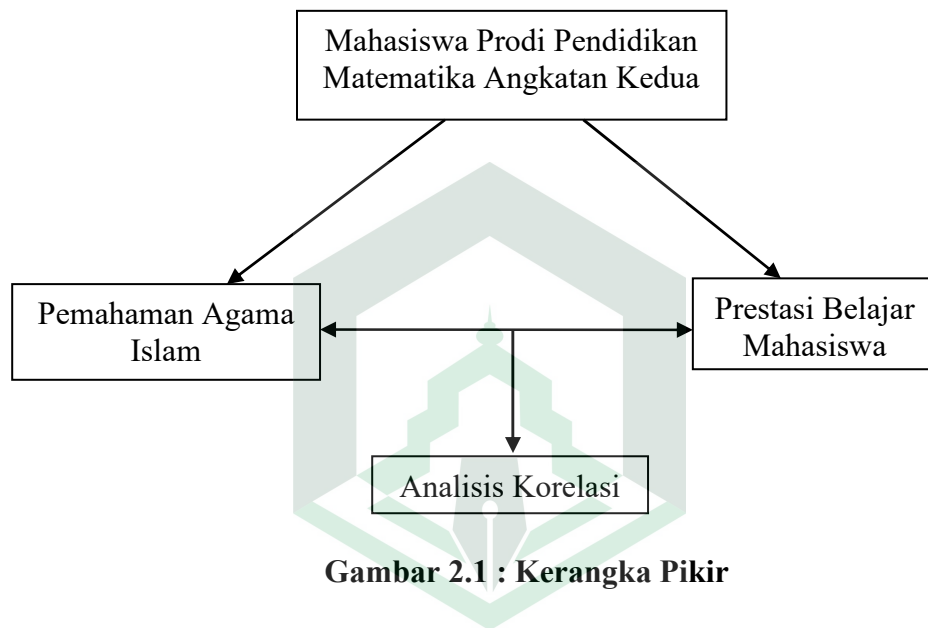 Mahasiswa Prodi Pendidikan
Matematika Angkatan Kedua
Pemahaman Agama
Islam
Prestasi Belajar
Mahasiswa
Analisis Korelasi
Gambar 2.1 : Kerangka Pikir